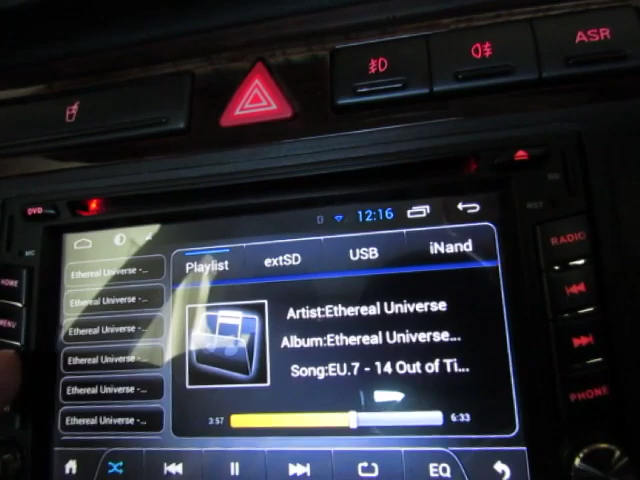 ASR
DVD
12:16
HOME
MENU
RADIO
PHONE
Playlist
extSD
USB
iNand
Ethereal Universe -...
Ethereal Universe -...
Ethereal Universe -...
Ethereal Universe -...
Ethereal Universe -...
Ethereal Universe -...
Artist:Ethereal Universe
Album:Ethereal Universe...
Song:EU.7 - 14 Out of Ti...
3:57
6:33
EQ